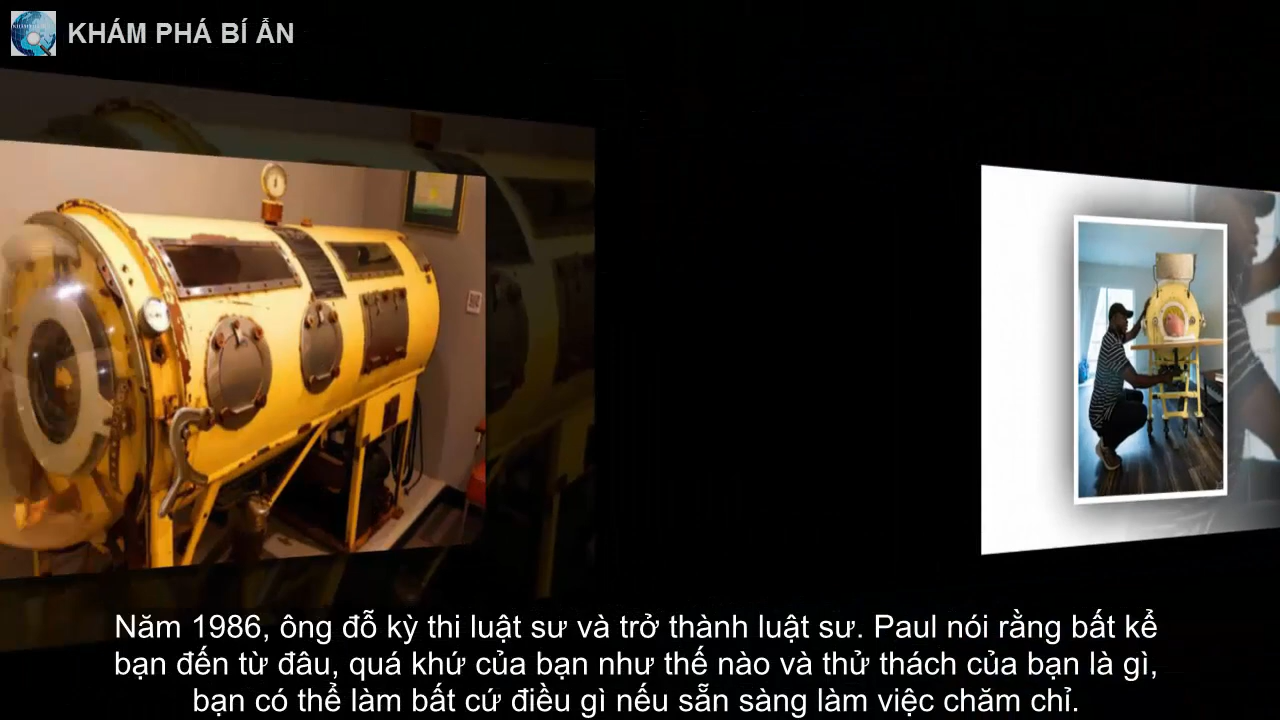 KHÁM PHÁ BÍ ẨN
Năm 1986, ông đỗ kỳ thi luật sư và trở thành luật sư. Paul nói rằng bất kể
bạn đến từ đâu, quá khứ của bạn như thế nào và thử thách của bạn là gì,
bạn có thể làm bất cứ điều gì nếu sẵn sàng làm việc chăm chỉ.